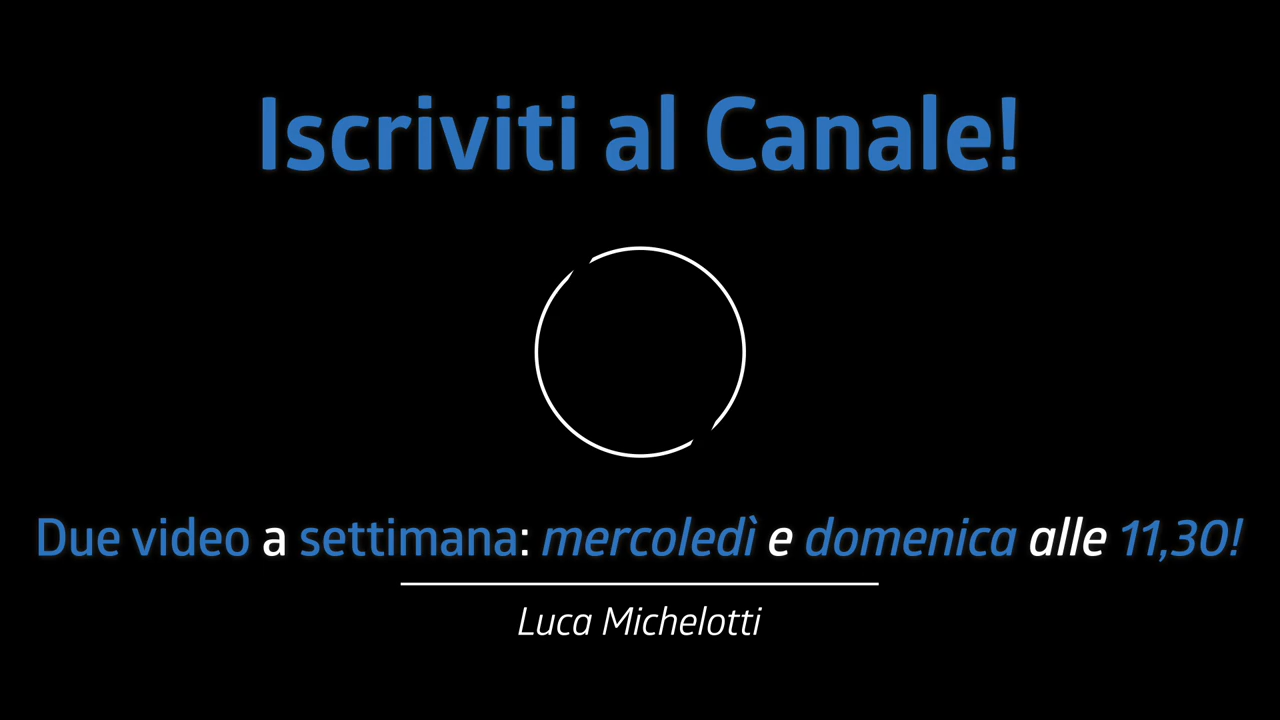 Iscriviti al Canale!
Due video a settimana: mercoledì e domenica alle 11,30!
Luca Michelotti